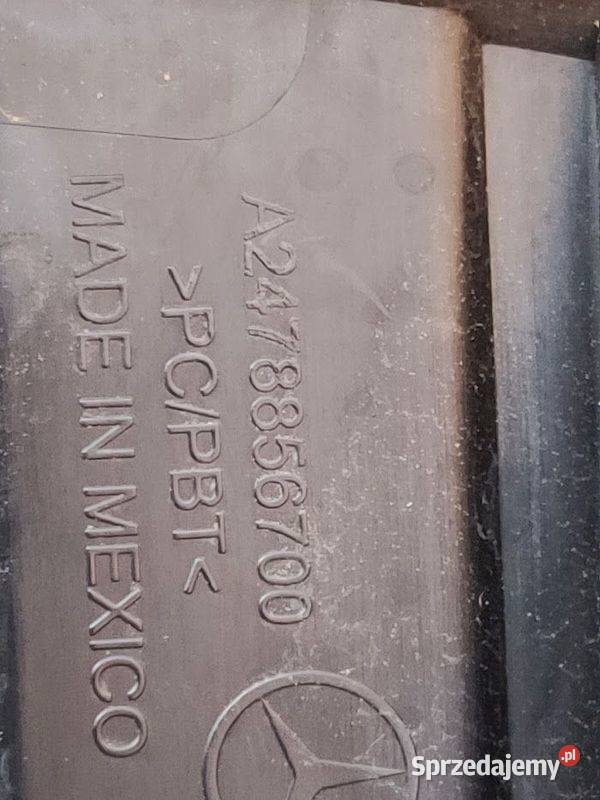 A2478856700
>PC/PBT<
MADE IN MEXICO
Sprzedajemy.pl